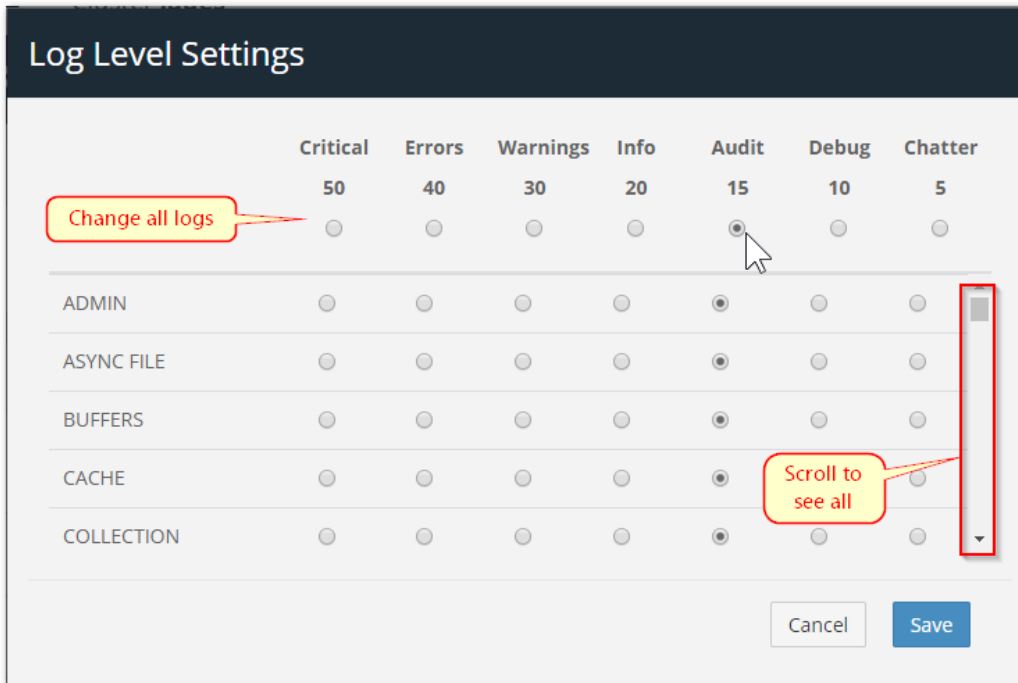 Log Level Settings
Critical Errors Warnings Info Audit Debug Chatter
50 40 30 20 15 10 5
Change all logs
ADMIN
ASYNC FILE
BUFFERS
CACHE
Scroll to
see all
COLLECTION
Cancel Save